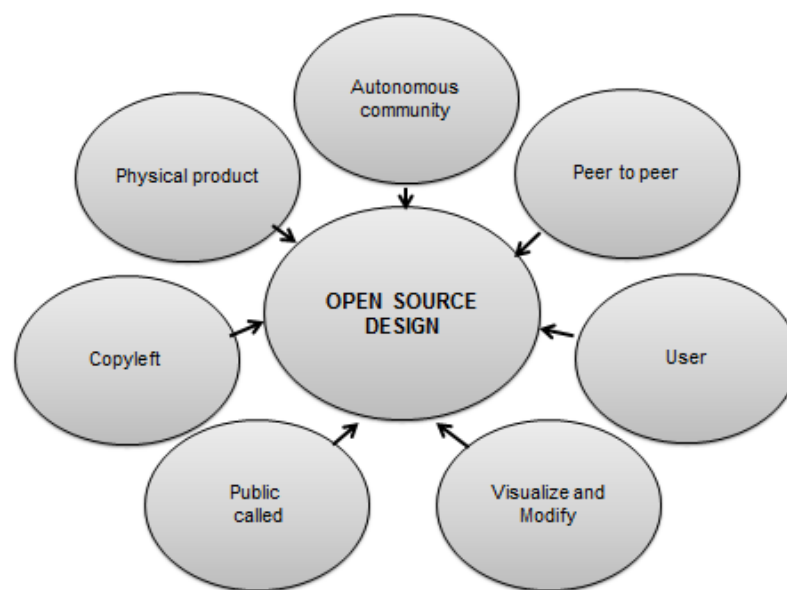 Autonomous
community
Physical product
Peer to peer
OPEN SOURCE
DESIGN
Copyleft
User
Public
called
Visualize and
Modify